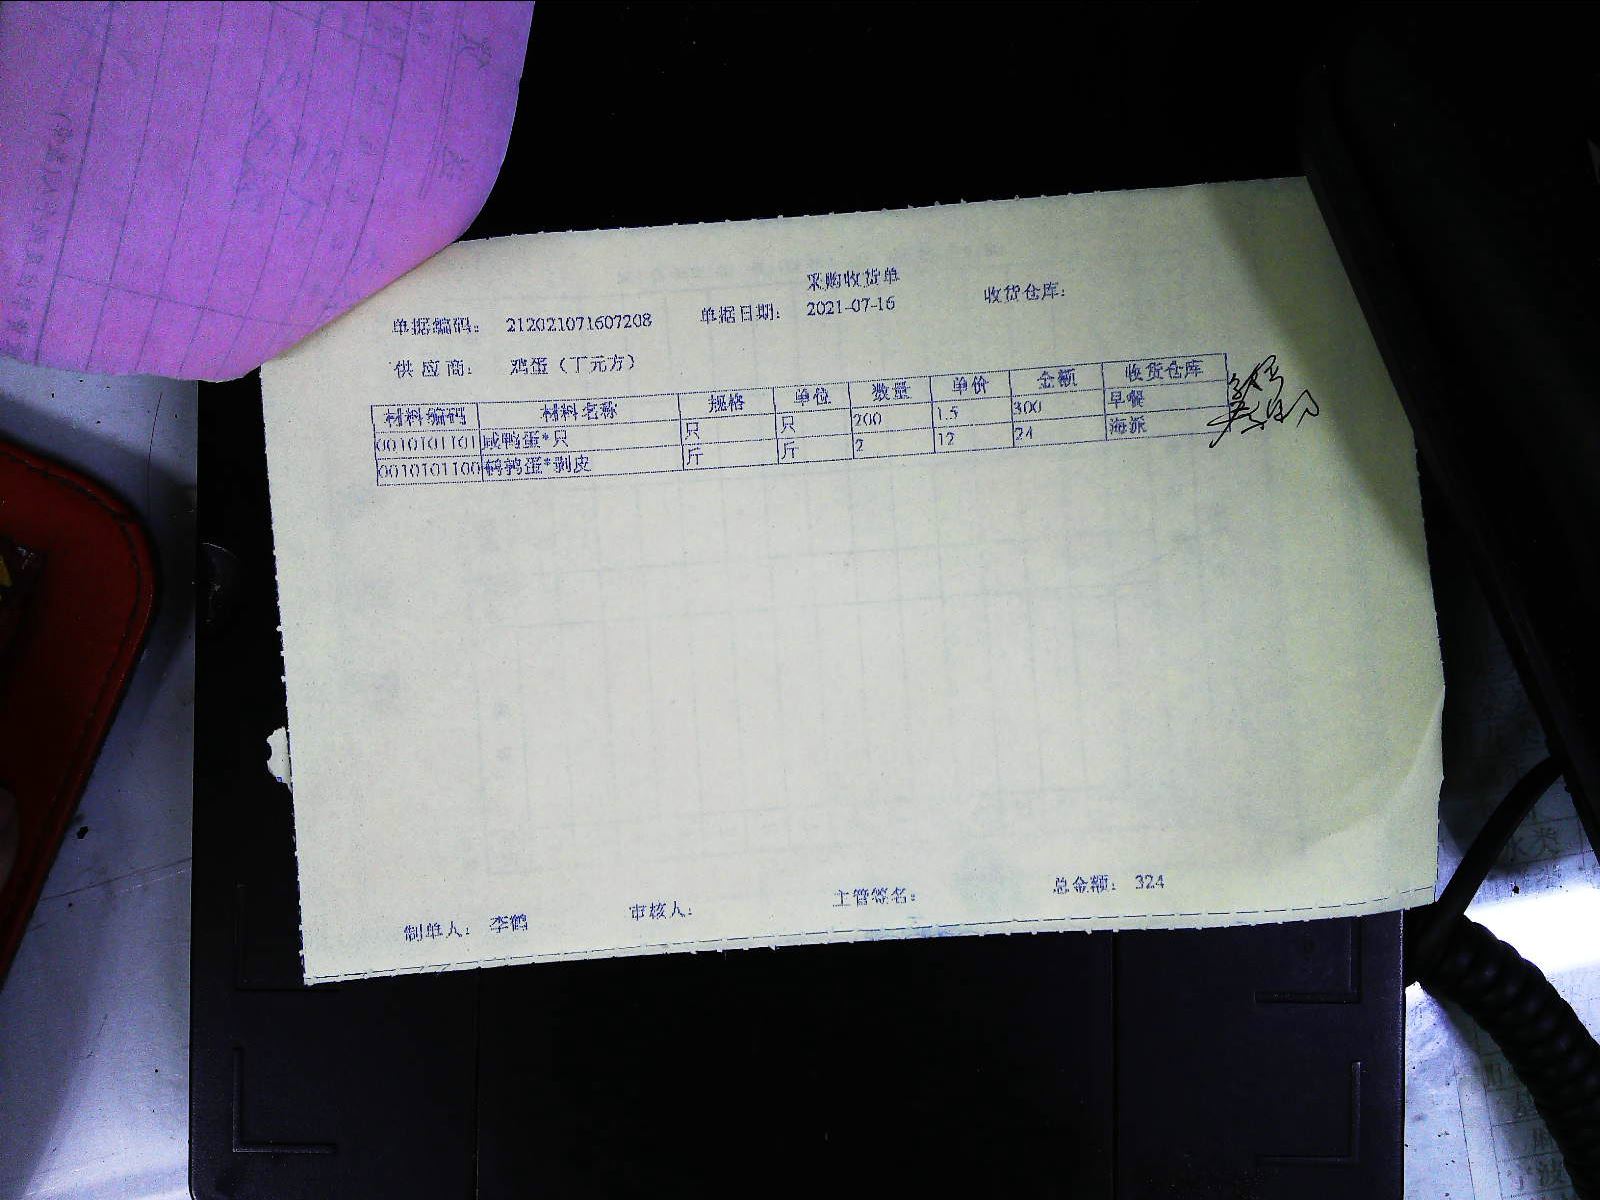 采购收货单
单据编码： 212021071607208 单据日期： 2021-07-16 收货仓库：
供应商： 鸡蛋（丁元方）
材料编码 材料名称 规格 单位 数量 单价 金额 收货仓库
0010101101 咸鸭蛋*只 只 只 200 1.5 300 早餐
0010101100 鹌鹑蛋*剥皮 斤 斤 2 12 24 海派
制单人： 李鹤 审核人： 主管签名： 总金额： 324